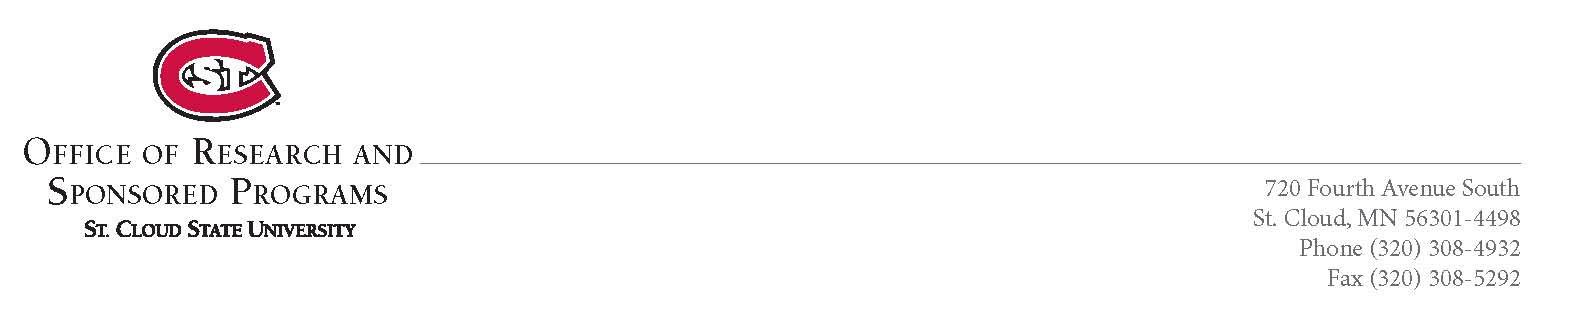 STC
OFFICE OF RESEARCH AND
SPONSORED PROGRAMS
ST. CLOUD STATE UNIVERSITY
720 Fourth Avenue South
St. Cloud, MN 56301-4498
Phone (320) 308-4932
Fax (320) 308-5292